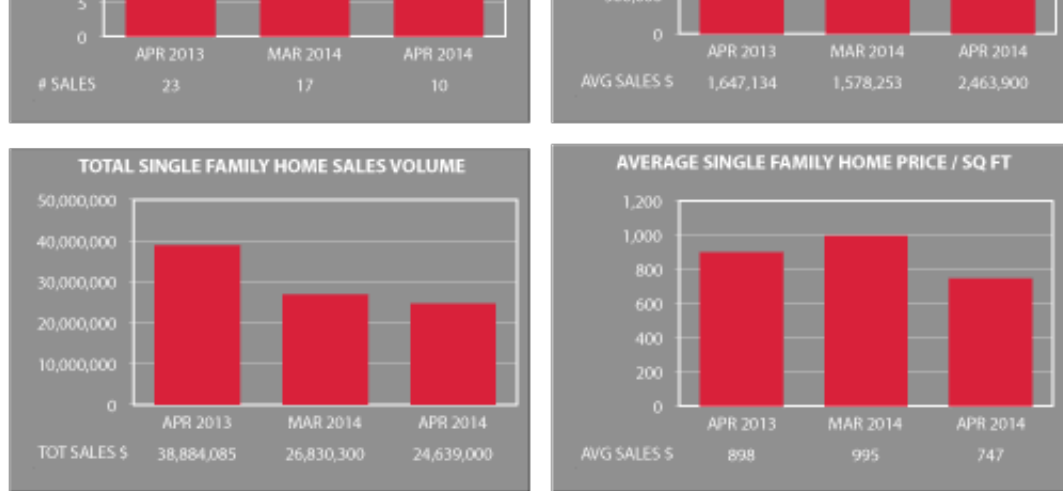 5
0
APR 2013 MAR 2014 APR 2014
# SALES 23 17 10
0
APR 2013 MAR 2014 APR 2014
AVG SALES $ 1,647,134 1,578,253 2,463,900
TOTAL SINGLE FAMILY HOME SALES VOLUME
50,000,000
40,000,000
30,000,000
20,000,000
10,000,000
0
APR 2013 MAR 2014 APR 2014
TOT SALES $ 38,884,085 26,830,300 24,639,000
AVERAGE SINGLE FAMILY HOME PRICE / SQ FT
1,200
1,000
800
600
400
200
0
APR 2013 MAR 2014 APR 2014
AVG SALES $ 898 995 747